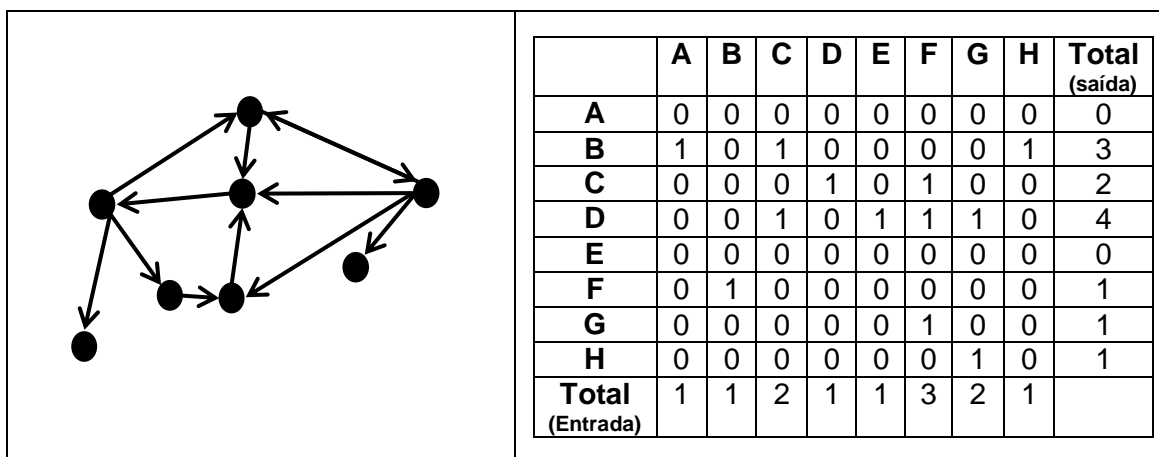 A B C D E F G H Total
(saída)
A 0 0 0 0 0 0 0 0 0
B 1 0 1 0 0 0 0 1 3
C 0 0 0 1 0 1 0 0 2
D 0 0 1 0 1 1 1 0 4
E 0 0 0 0 0 0 0 0 0
F 0 1 0 0 0 0 0 0 1
G 0 0 0 0 0 1 0 0 1
H 0 0 0 0 0 0 1 0 1
Total 1 1 2 1 1 3 2 1
(Entrada)